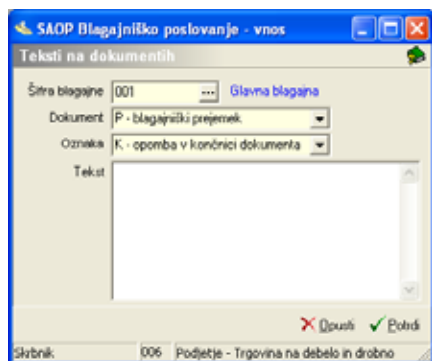 SAOP Blagajniško poslovanje - vnos
Teksti na dokumentih
Šifra blagajne 001 ... Glavna blagajna
Dokument P - blagajniški prejemek
Oznaka K - opomba v končnici dokumenta
Tekst
Opusti Potrdi
Skrbnik 006 Podjetje - Trgovina na debelo in drobno